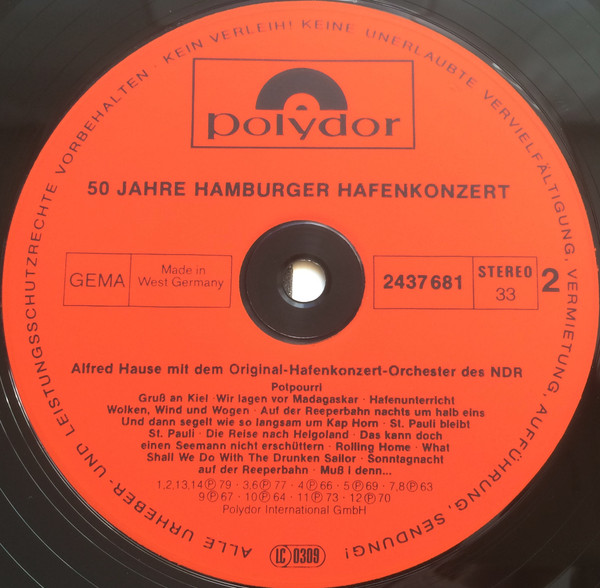 ALLE URHEBER- UND LEISTUNGSSCHUTZRECHTE VORBEHALTEN · KEIN VERLEIH! KEINE UNERLAUBTE VERVIELFÄLTIGUNG, VERMIETUNG, AUFFÜHRUNG, SENDUNG!
polydor
50 JAHRE HAMBURGER HAFENKONZERT
GEMA
Made in
West Germany
2437 681
STEREO
33
2
Alfred Hause mit dem Original-Hafenkonzert-Orchester des NDR
Potpourri
Gruß an Kiel · Wir lagen vor Madagaskar · Hafenunterricht
Wolken, Wind und Wogen · Auf der Reeperbahn nachts um halb eins
Und dann segelt wie so langsam um Kap Horn · St. Pauli bleibt
St. Pauli · Die Reise nach Helgoland · Das kann doch
einen Seemann nicht erschüttern · Rolling Home · What
Shall We Do With The Drunken Sailor · Sonntagnacht
auf der Reeperbahn · Muß i denn...
1,2,13,14 Ⓟ 79 · 3,6 Ⓟ 77 · 4 Ⓟ 66 · 5 Ⓟ 69 · 7,8 Ⓟ 63
9 Ⓟ 67 · 10 Ⓟ 64 · 11 Ⓟ 73 · 12 Ⓟ 70
Polydor International GmbH
LC 0309